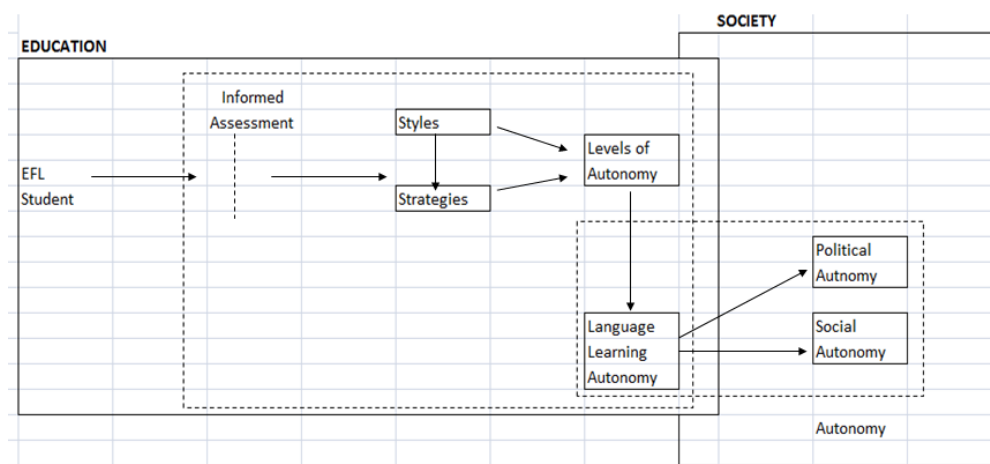 SOCIETY
EDUCATION
Informed
Assessment
Styles
Levels of
Autonomy
EFL
Student
Strategies
Political
Autnomy
Language
Learning
Autonomy
Social
Autonomy
Autonomy